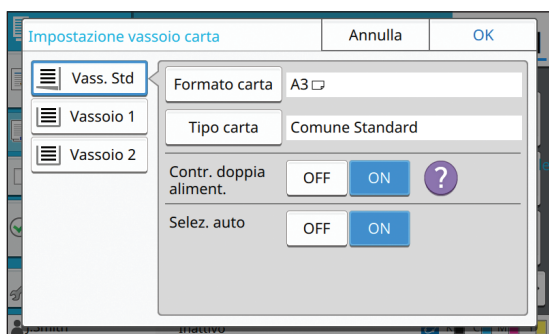 Impostazione vassoio carta
Annulla
OK
Vass. Std
Vassoio 1
Vassoio 2
Formato carta
A3
Tipo carta
Comune Standard
Contr. doppia
aliment.
OFF
ON
?
Selez. auto
OFF
ON
J.Smith
Inattivo